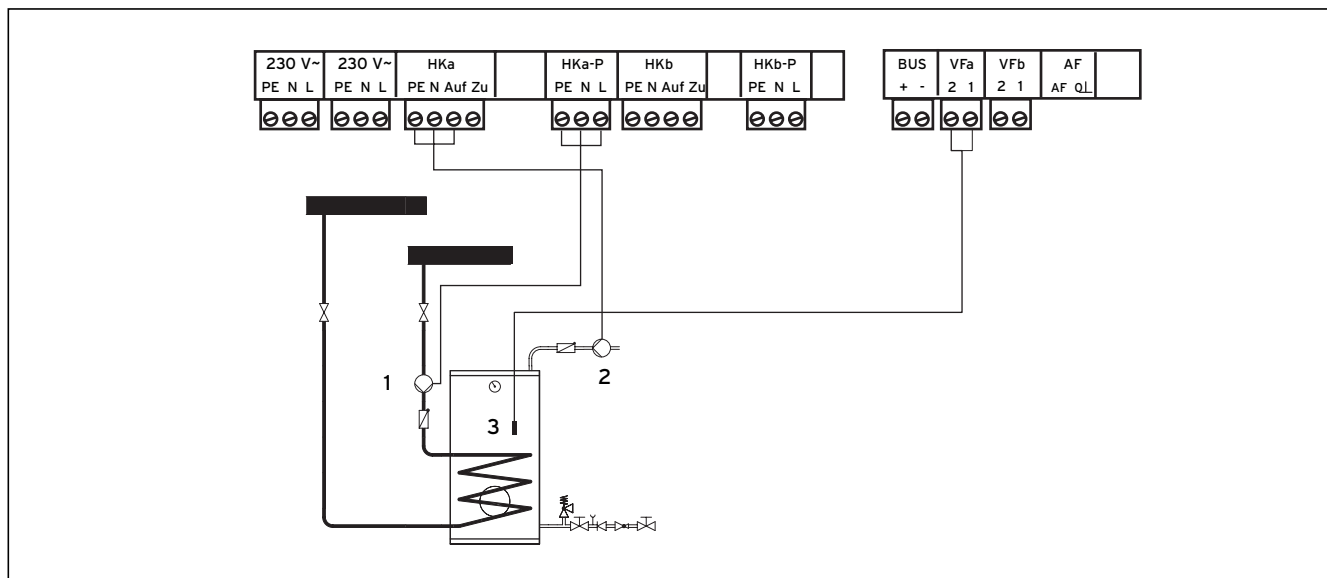 230 V~ 230 V~ HKa HKa-P HKb HKb-P BUS VFa VFb AF
PE N L PE N L PE N Auf Zu PE N L PE N Auf Zu PE N L + - 2 1 2 1 AF 0⊥
1
2
3